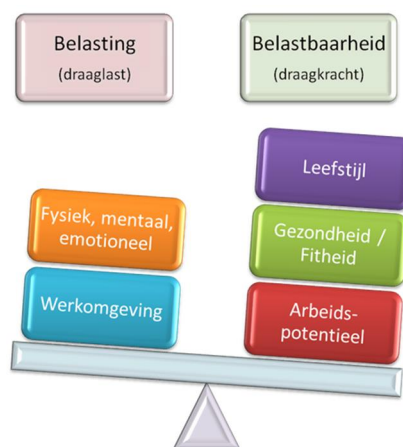 Belasting
(draaglast)
Belastbaarheid
(draagkracht)
Leefstijl
Fysiek, mentaal,
emotioneel
Gezondheid /
Fitheid
Werkomgeving
Arbeids-
potentieel